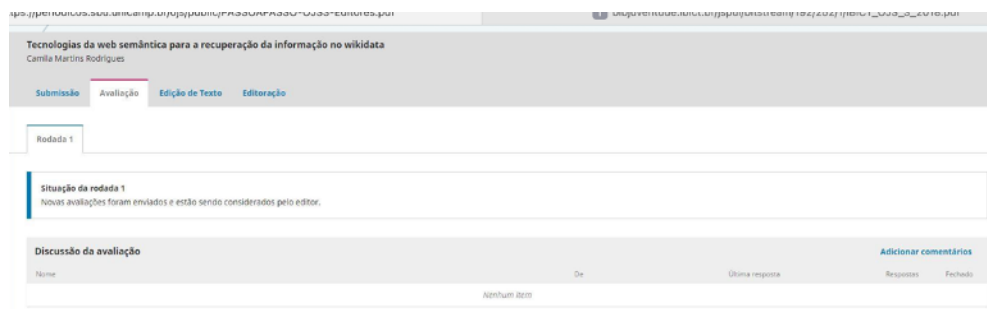 Tecnologias da web semântica para a recuperação da informação no wikidata
Camila Martins Rodrigues
Submissão Avaliação Edição de Texto Editoração
Rodada 1
Situação da rodada 1
Novas avaliações foram enviados e estão sendo considerados pelo editor.
Discussão da avaliação Adicionar comentários
Nome De Última resposta Respostas Fechado
Nenhum item